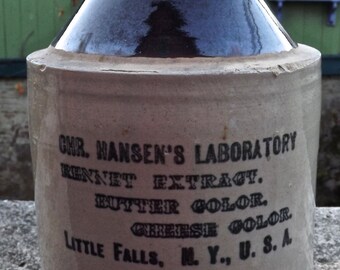 CHR. HANSEN'S LABORATORY
RENNET EXTRACT.
BUTTER COLOR.
CHEESE COLOR.
LITTLE FALLS, N. Y., U. S. A.